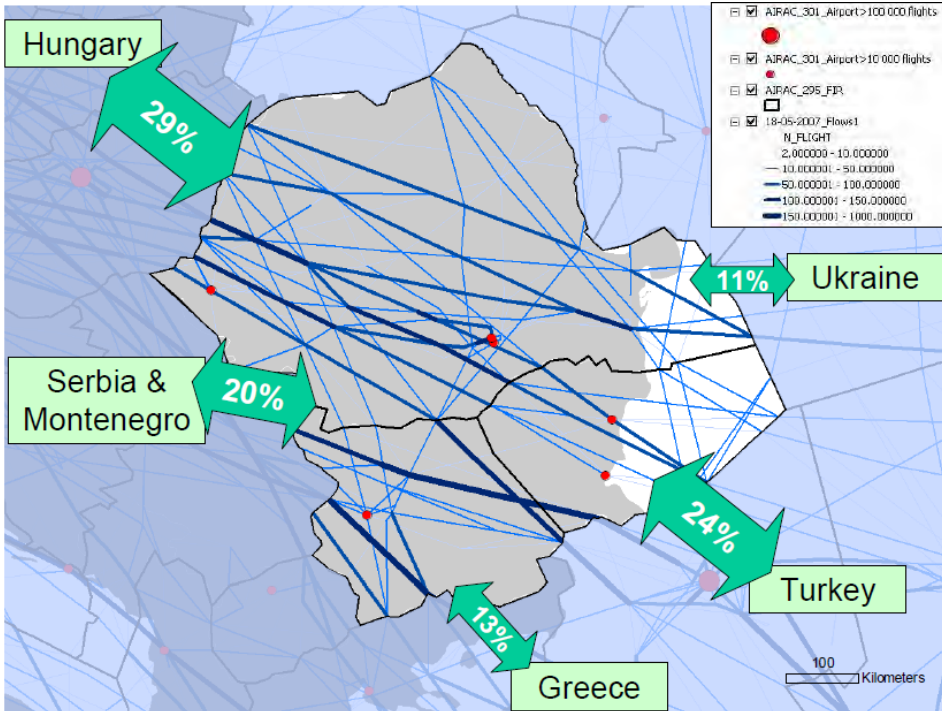 Hungary
29%
AIRAC_301_Airport>100 000 flights
AIRAC_301_Airport>10 000 flights
AIRAC_295_FIR
18-05-2007_Flows1
N_FLIGHT
2,000000 - 10.000000
10.000001 - 50.000000
50.000001 - 100.000000
100.000001 - 150.000000
150.000001 - 1000.000000
11%
Ukraine
Serbia &
Montenegro
20%
24%
Turkey
13%
Greece
100
Kilometers